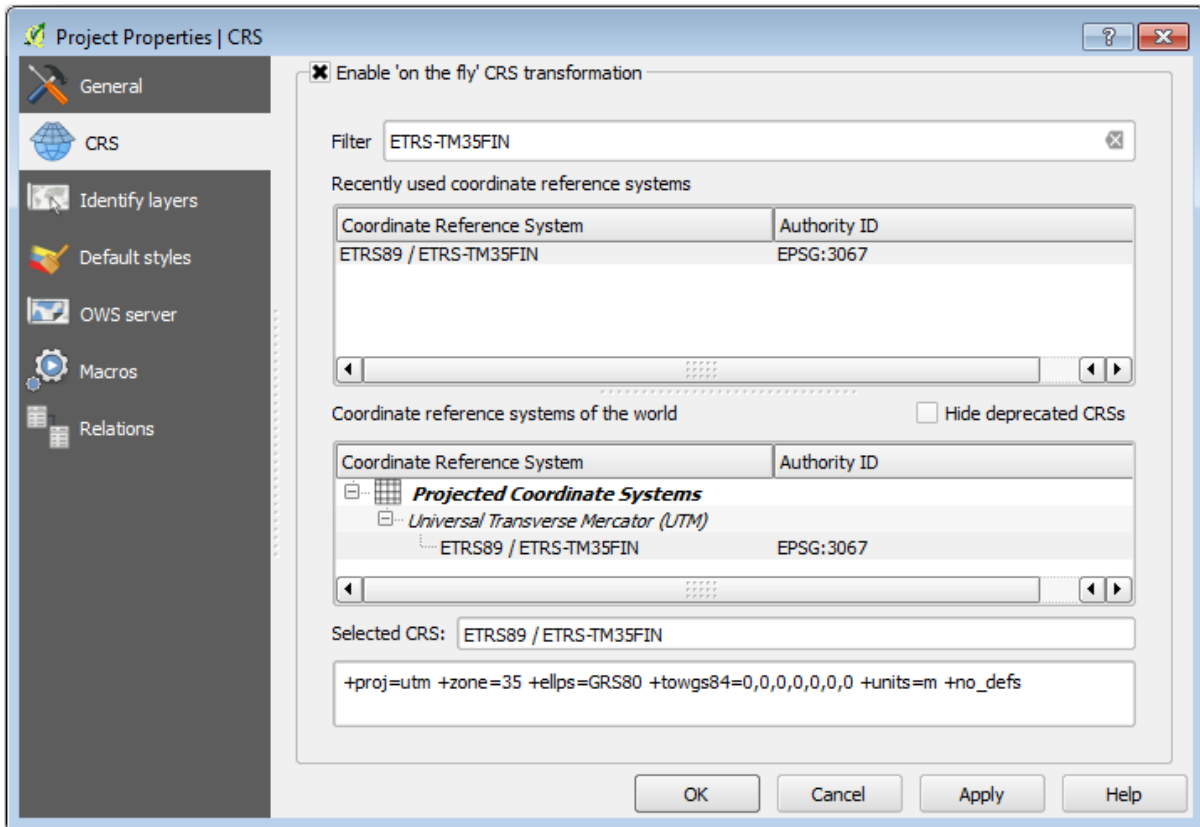 Project Properties | CRS
General
CRS
Identify layers
Default styles
OWS server
Macros
Relations
Enable 'on the fly' CRS transformation
Filter ETRS-TM35FIN
Recently used coordinate reference systems
Coordinate Reference System Authority ID
ETRS89 / ETRS-TM35FIN EPSG:3067
Coordinate reference systems of the world Hide deprecated CRSs
Coordinate Reference System Authority ID
Projected Coordinate Systems
Universal Transverse Mercator (UTM)
ETRS89 / ETRS-TM35FIN EPSG:3067
Selected CRS: ETRS89 / ETRS-TM35FIN
+proj=utm +zone=35 +ellps=GRS80 +towgs84=0,0,0,0,0,0,0 +units=m +no_defs
OK Cancel Apply Help